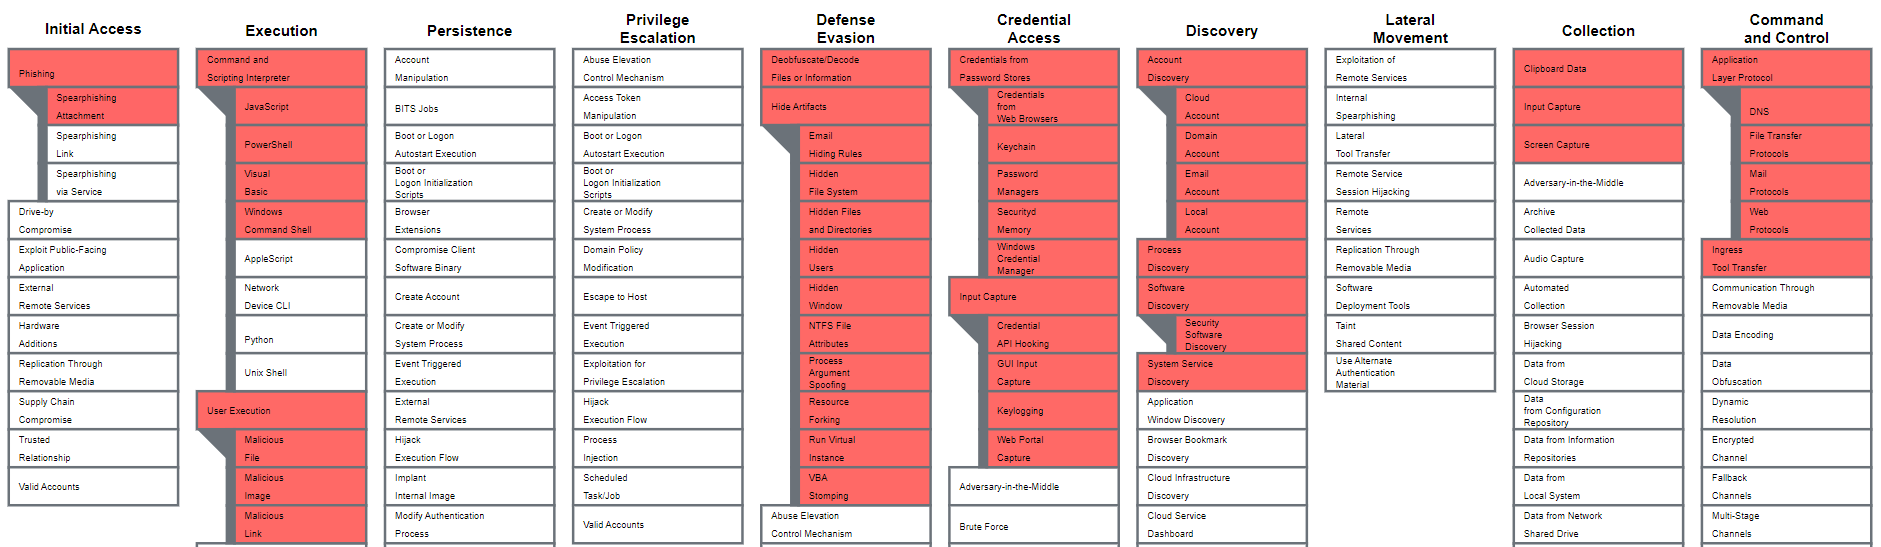 Initial Access
Phishing
Spearphishing
Attachment
Spearphishing
Link
Spearphishing
via Service
Drive-by
Compromise
Exploit Public-Facing
Application
External
Remote Services
Hardware
Additions
Replication Through
Removable Media
Supply Chain
Compromise
Trusted
Relationship
Valid Accounts
Execution
Command and
Scripting Interpreter
JavaScript
PowerShell
Visual
Basic
Windows
Command Shell
AppleScript
Network
Device CLI
Python
Unix Shell
User Execution
Malicious
File
Malicious
Image
Malicious
Link
Persistence
Account
Manipulation
BITS Jobs
Boot or Logon
Autostart Execution
Boot or
Logon Initialization
Scripts
Browser
Extensions
Compromise Client
Software Binary
Create Account
Create or Modify
System Process
Event Triggered
Execution
External
Remote Services
Hijack
Execution Flow
Implant
Internal Image
Modify Authentication
Process
Privilege
Escalation
Abuse Elevation
Control Mechanism
Access Token
Manipulation
Boot or Logon
Autostart Execution
Boot or
Logon Initialization
Scripts
Create or Modify
System Process
Domain Policy
Modification
Escape to Host
Event Triggered
Execution
Exploitation for
Privilege Escalation
Hijack
Execution Flow
Process
Injection
Scheduled
Task/Job
Valid Accounts
Defense
Evasion
Deobfuscate/Decode
Files or Information
Hide Artifacts
Email
Hiding Rules
Hidden
File System
Hidden Files
and Directories
Hidden
Users
Hidden
Window
NTFS File
Attributes
Process
Argument
Spoofing
Resource
Forking
Run Virtual
Instance
VBA
Stomping
Abuse Elevation
Control Mechanism
Credential
Access
Credentials from
Password Stores
Credentials
from
Web Browsers
Keychain
Password
Managers
Securityd
Memory
Windows
Credential
Manager
Input Capture
Credential
API Hooking
GUI Input
Capture
Keylogging
Web Portal
Capture
Adversary-in-the-Middle
Brute Force
Discovery
Account
Discovery
Cloud
Account
Domain
Account
Email
Account
Local
Account
Process
Discovery
Software
Discovery
Security
Software
Discovery
System Service
Discovery
Application
Window Discovery
Browser Bookmark
Discovery
Cloud Infrastructure
Discovery
Cloud Service
Dashboard
Lateral
Movement
Exploitation of
Remote Services
Internal
Spearphishing
Lateral
Tool Transfer
Remote Service
Session Hijacking
Remote
Services
Replication Through
Removable Media
Software
Deployment Tools
Taint
Shared Content
Use Alternate
Authentication
Material
Collection
Clipboard Data
Input Capture
Screen Capture
Adversary-in-the-Middle
Archive
Collected Data
Audio Capture
Automated
Collection
Browser Session
Hijacking
Data from
Cloud Storage
Data
from Configuration
Repository
Data from Information
Repositories
Data from
Local System
Data from Network
Shared Drive
Command
and Control
Application
Layer Protocol
DNS
File Transfer
Protocols
Mail
Protocols
Web
Protocols
Ingress
Tool Transfer
Communication Through
Removable Media
Data Encoding
Data
Obfuscation
Dynamic
Resolution
Encrypted
Channel
Fallback
Channels
Multi-Stage
Channels